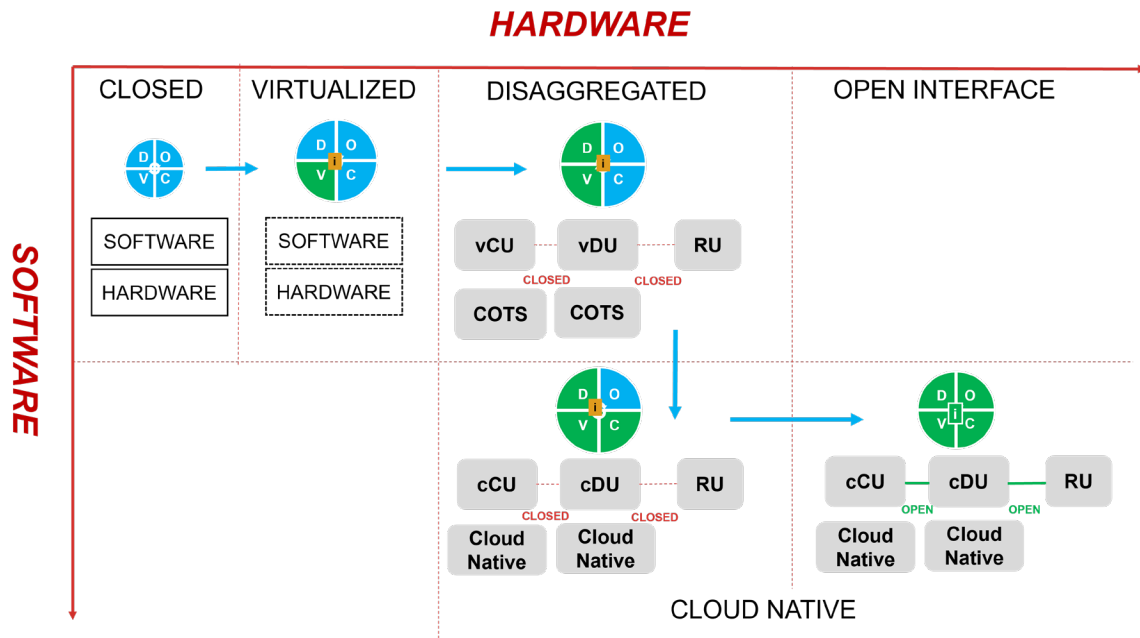 HARDWARE
CLOSED
VIRTUALIZED
DISAGGREGATED
OPEN INTERFACE
D O
V C
D O
i
V C
D O
i
V C
SOFTWARE
HARDWARE
SOFTWARE
HARDWARE
vCU
vDU
RU
CLOSED
CLOSED
COTS
COTS
SOFTWARE
D O
i
V C
cCU
cDU
RU
CLOSED
CLOSED
Cloud
Native
Cloud
Native
D O
i
V C
cCU
cDU
RU
OPEN
OPEN
Cloud
Native
Cloud
Native
CLOUD NATIVE